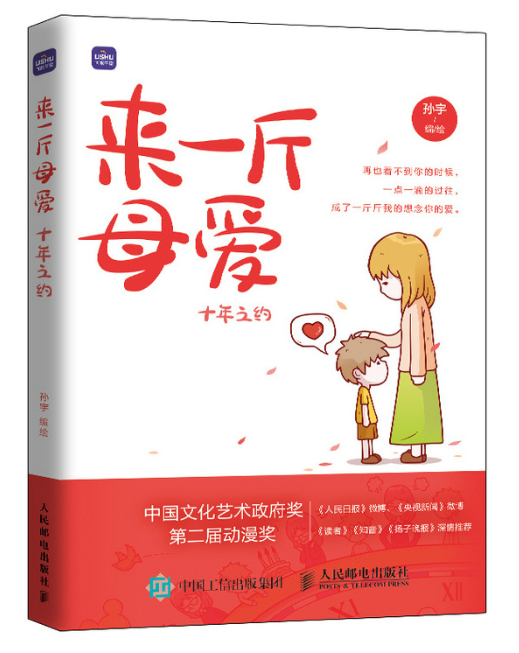 USHU
来一斤母爱
十年之约
孙宇 编绘
人民邮电出版社
孙宇
编绘
来一斤
母爱
十年之约
再也看不到你的时候，
一点一滴的过往，
成了一斤斤我的想念你的爱。
中国文化艺术政府奖
第二届动漫奖
《人民日报》微博、《央视新闻》微博
《读者》《知音》《扬子晚报》深情推荐
中国工信出版集团
人民邮电出版社
POSTS & TELECOM PRESS
XI
XII